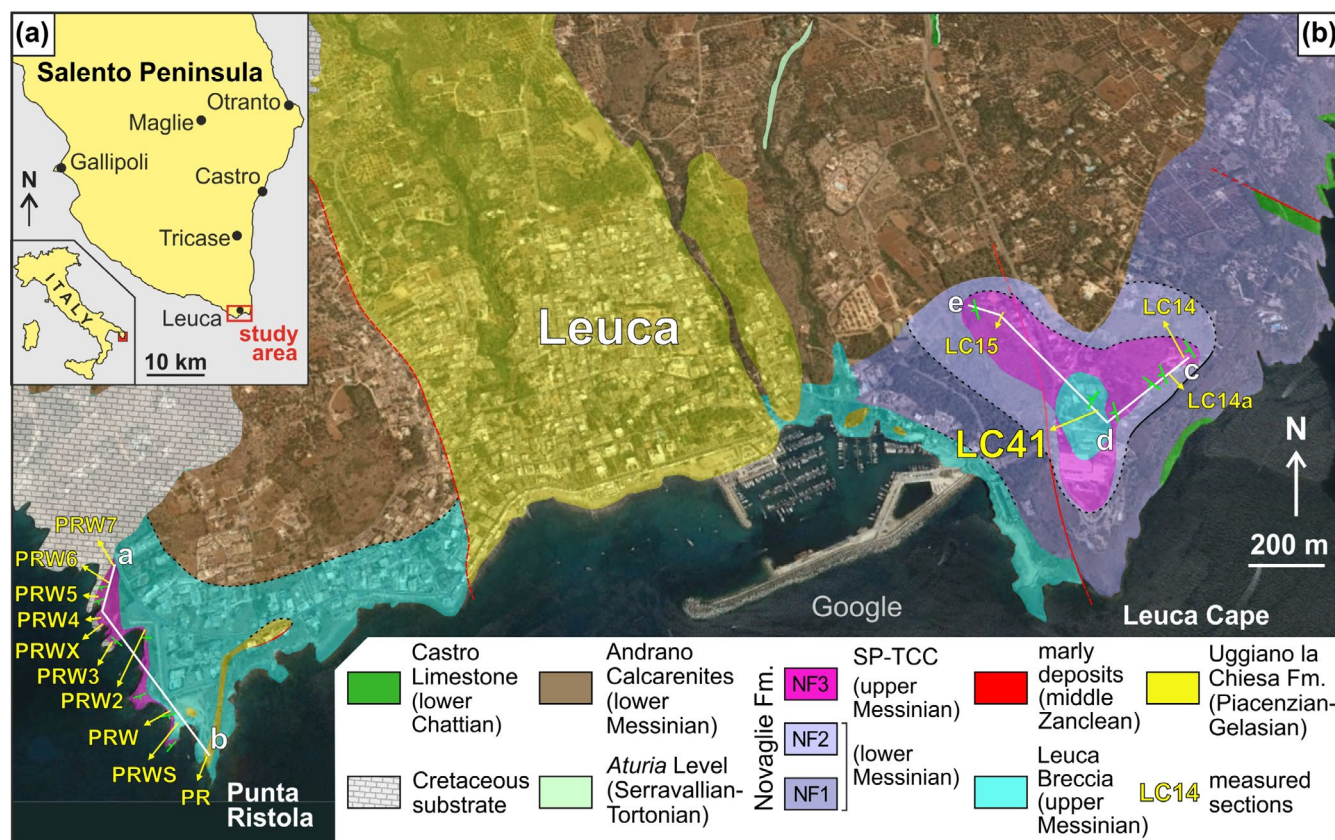 (a)
Salento Peninsula
Otranto
Maglie
Gallipoli
N
Castro
Tricase
ITALY
Leuca
study
area
10 km
(b)
Leuca
e
LC15
LC14
c
LC14a
LC41
d
N
200 m
Google
Leuca Cape
PRW7
a
PRW6
PRW5
PRW4
PRWX
PRW3
PRW2
PRW
PRWS
b
PR
Punta
Ristola
Castro
Limestone
(lower
Chattian)
Cretaceous
substrate
Andrano
Calcarenites
(lower
Messinian)
Aturia Level
(Serravallian-
Tortonian)
Novaglie Fm.
NF3
NF2
NF1
SP-TCC
(upper
Messinian)
(lower
Messinian)
marly
deposits
(middle
Zanclean)
Leuca
Breccia
(upper
Messinian)
Uggiano la
Chiesa Fm.
(Piacenzian-
Gelasian)
LC14 measured
sections